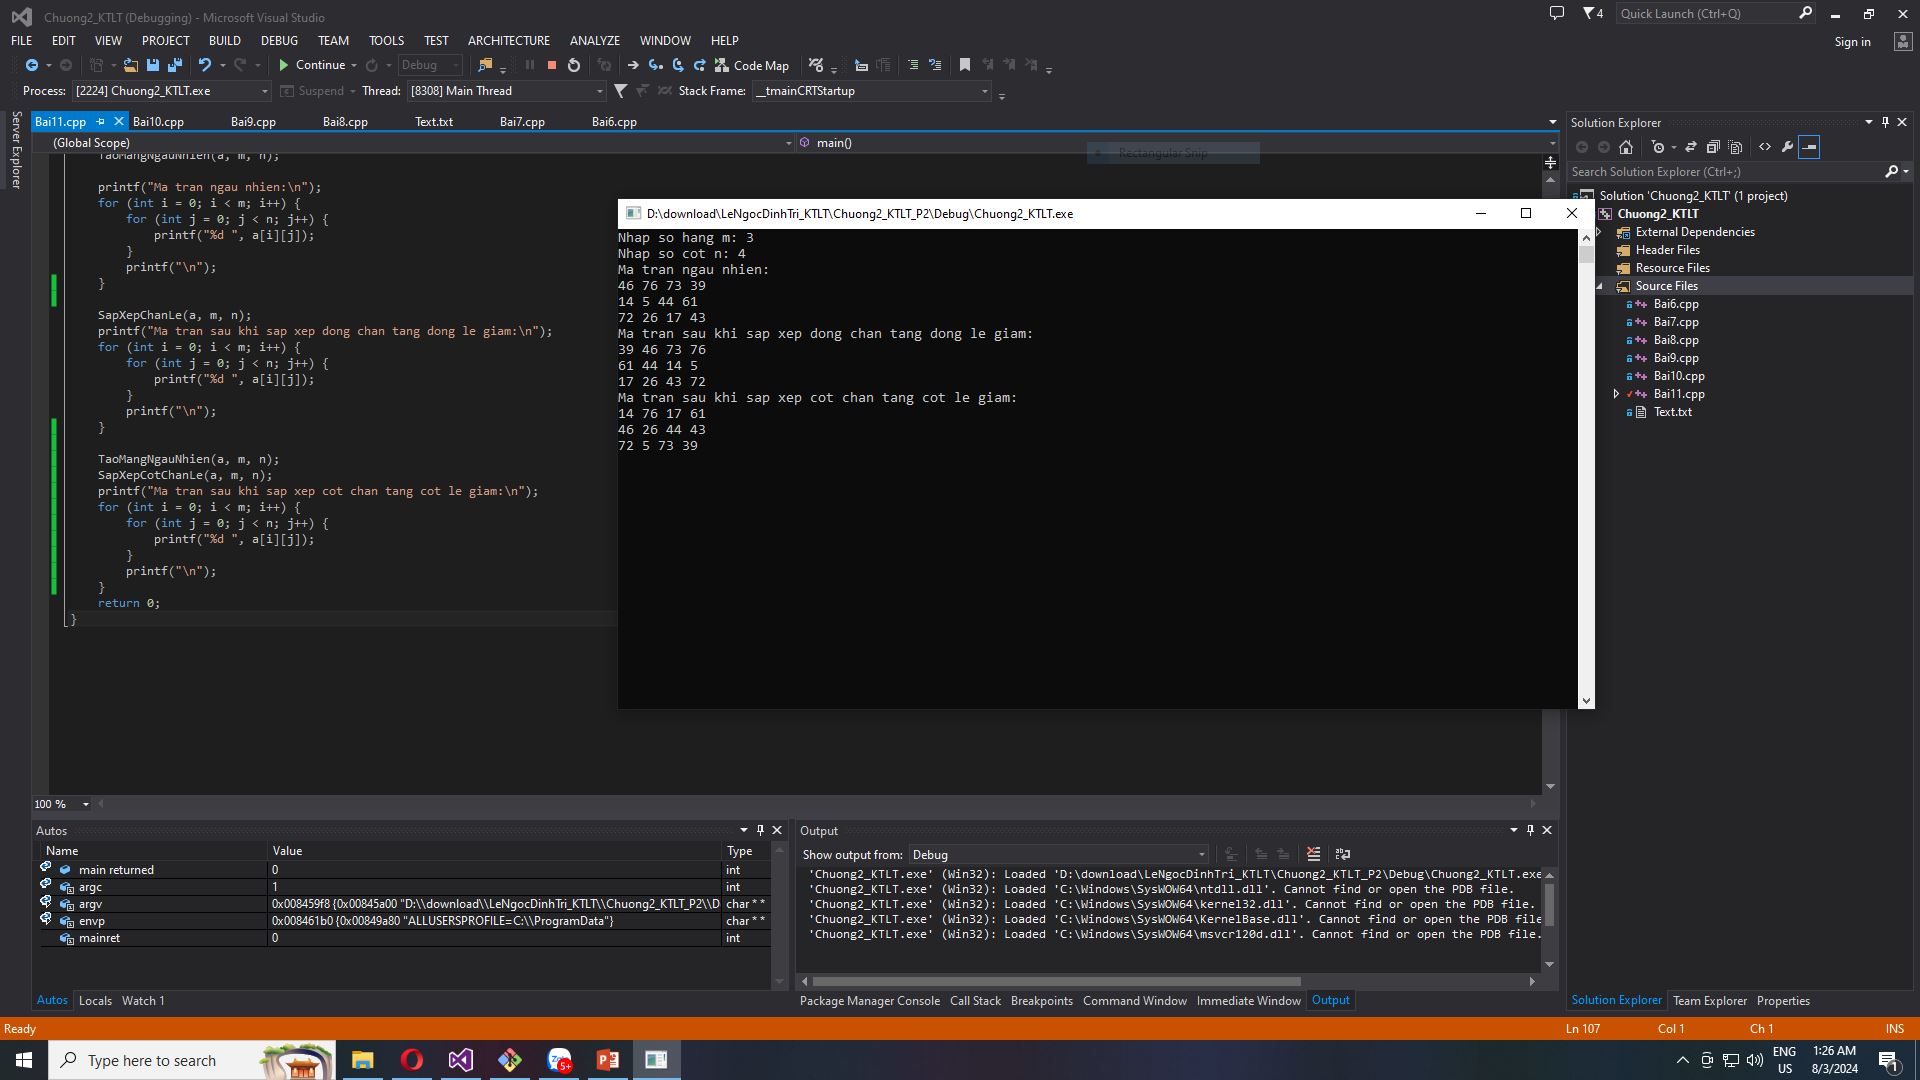 Chuong2_KTLT (Debugging) - Microsoft Visual Studio
4
Quick Launch (Ctrl+Q)
FILE EDIT VIEW PROJECT BUILD DEBUG TEAM TOOLS TEST ARCHITECTURE ANALYZE WINDOW HELP
Sign in
Continue Debug Code Map
Process: [2224] Chuong2_KTLT.exe Suspend Thread: [8308] Main Thread Stack Frame: __tmainCRTStartup
Server Explorer
Bai11.cpp Bai10.cpp Bai9.cpp Bai8.cpp Text.txt Bai7.cpp Bai6.cpp
(Global Scope) main()
Rectangular Snip
TaoMangNgauNhien(a, m, n);
printf("Ma tran ngau nhien:\n");
for (int i = 0; i < m; i++) {
for (int j = 0; j < n; j++) {
printf("%d ", a[i][j]);
}
printf("\n");
}
SapXepChanLe(a, m, n);
printf("Ma tran sau khi sap xep dong chan tang dong le giam:\n");
for (int i = 0; i < m; i++) {
for (int j = 0; j < n; j++) {
printf("%d ", a[i][j]);
}
printf("\n");
}
TaoMangNgauNhien(a, m, n);
SapXepCotChanLe(a, m, n);
printf("Ma tran sau khi sap xep cot chan tang cot le giam:\n");
for (int i = 0; i < m; i++) {
for (int j = 0; j < n; j++) {
printf("%d ", a[i][j]);
}
printf("\n");
}
return 0;
}
D:\download\LeNgocDinhTri_KTLT\Chuong2_KTLT_P2\Debug\Chuong2_KTLT.exe
Nhap so hang m: 3
Nhap so cot n: 4
Ma tran ngau nhien:
46 76 73 39
14 5 44 61
72 26 17 43
Ma tran sau khi sap xep dong chan tang dong le giam:
39 46 73 76
61 44 14 5
17 26 43 72
Ma tran sau khi sap xep cot chan tang cot le giam:
14 76 17 61
46 26 44 43
72 5 73 39
Solution Explorer
Search Solution Explorer (Ctrl+;)
Solution 'Chuong2_KTLT' (1 project)
Chuong2_KTLT
External Dependencies
Header Files
Resource Files
Source Files
Bai6.cpp
Bai7.cpp
Bai8.cpp
Bai9.cpp
Bai10.cpp
Bai11.cpp
Text.txt
100 %
Autos
Name Value Type
main returned 0 int
argc 1 int
argv 0x008459f8 {0x00845a00 "D:\\download\\LeNgocDinhTri_KTLT\\Chuong2_KTLT_P2\\D char * *
envp 0x008461b0 {0x00849a80 "ALLUSERSPROFILE=C:\\ProgramData"} char * *
mainret 0 int
Autos Locals Watch 1
Output
Show output from: Debug
'Chuong2_KTLT.exe' (Win32): Loaded 'D:\download\LeNgocDinhTri_KTLT\Chuong2_KTLT_P2\Debug\Chuong2_KTLT.exe
'Chuong2_KTLT.exe' (Win32): Loaded 'C:\Windows\SysWOW64\ntdll.dll'. Cannot find or open the PDB file.
'Chuong2_KTLT.exe' (Win32): Loaded 'C:\Windows\SysWOW64\kernel32.dll'. Cannot find or open the PDB file.
'Chuong2_KTLT.exe' (Win32): Loaded 'C:\Windows\SysWOW64\KernelBase.dll'. Cannot find or open the PDB file
'Chuong2_KTLT.exe' (Win32): Loaded 'C:\Windows\SysWOW64\msvcr120d.dll'. Cannot find or open the PDB file.
Package Manager Console Call Stack Breakpoints Command Window Immediate Window Output
Solution Explorer Team Explorer Properties
Ready
Ln 107 Col 1 Ch 1 INS
Type here to search
Zalo
5+
ENG
US
1:26 AM
8/3/2024
1